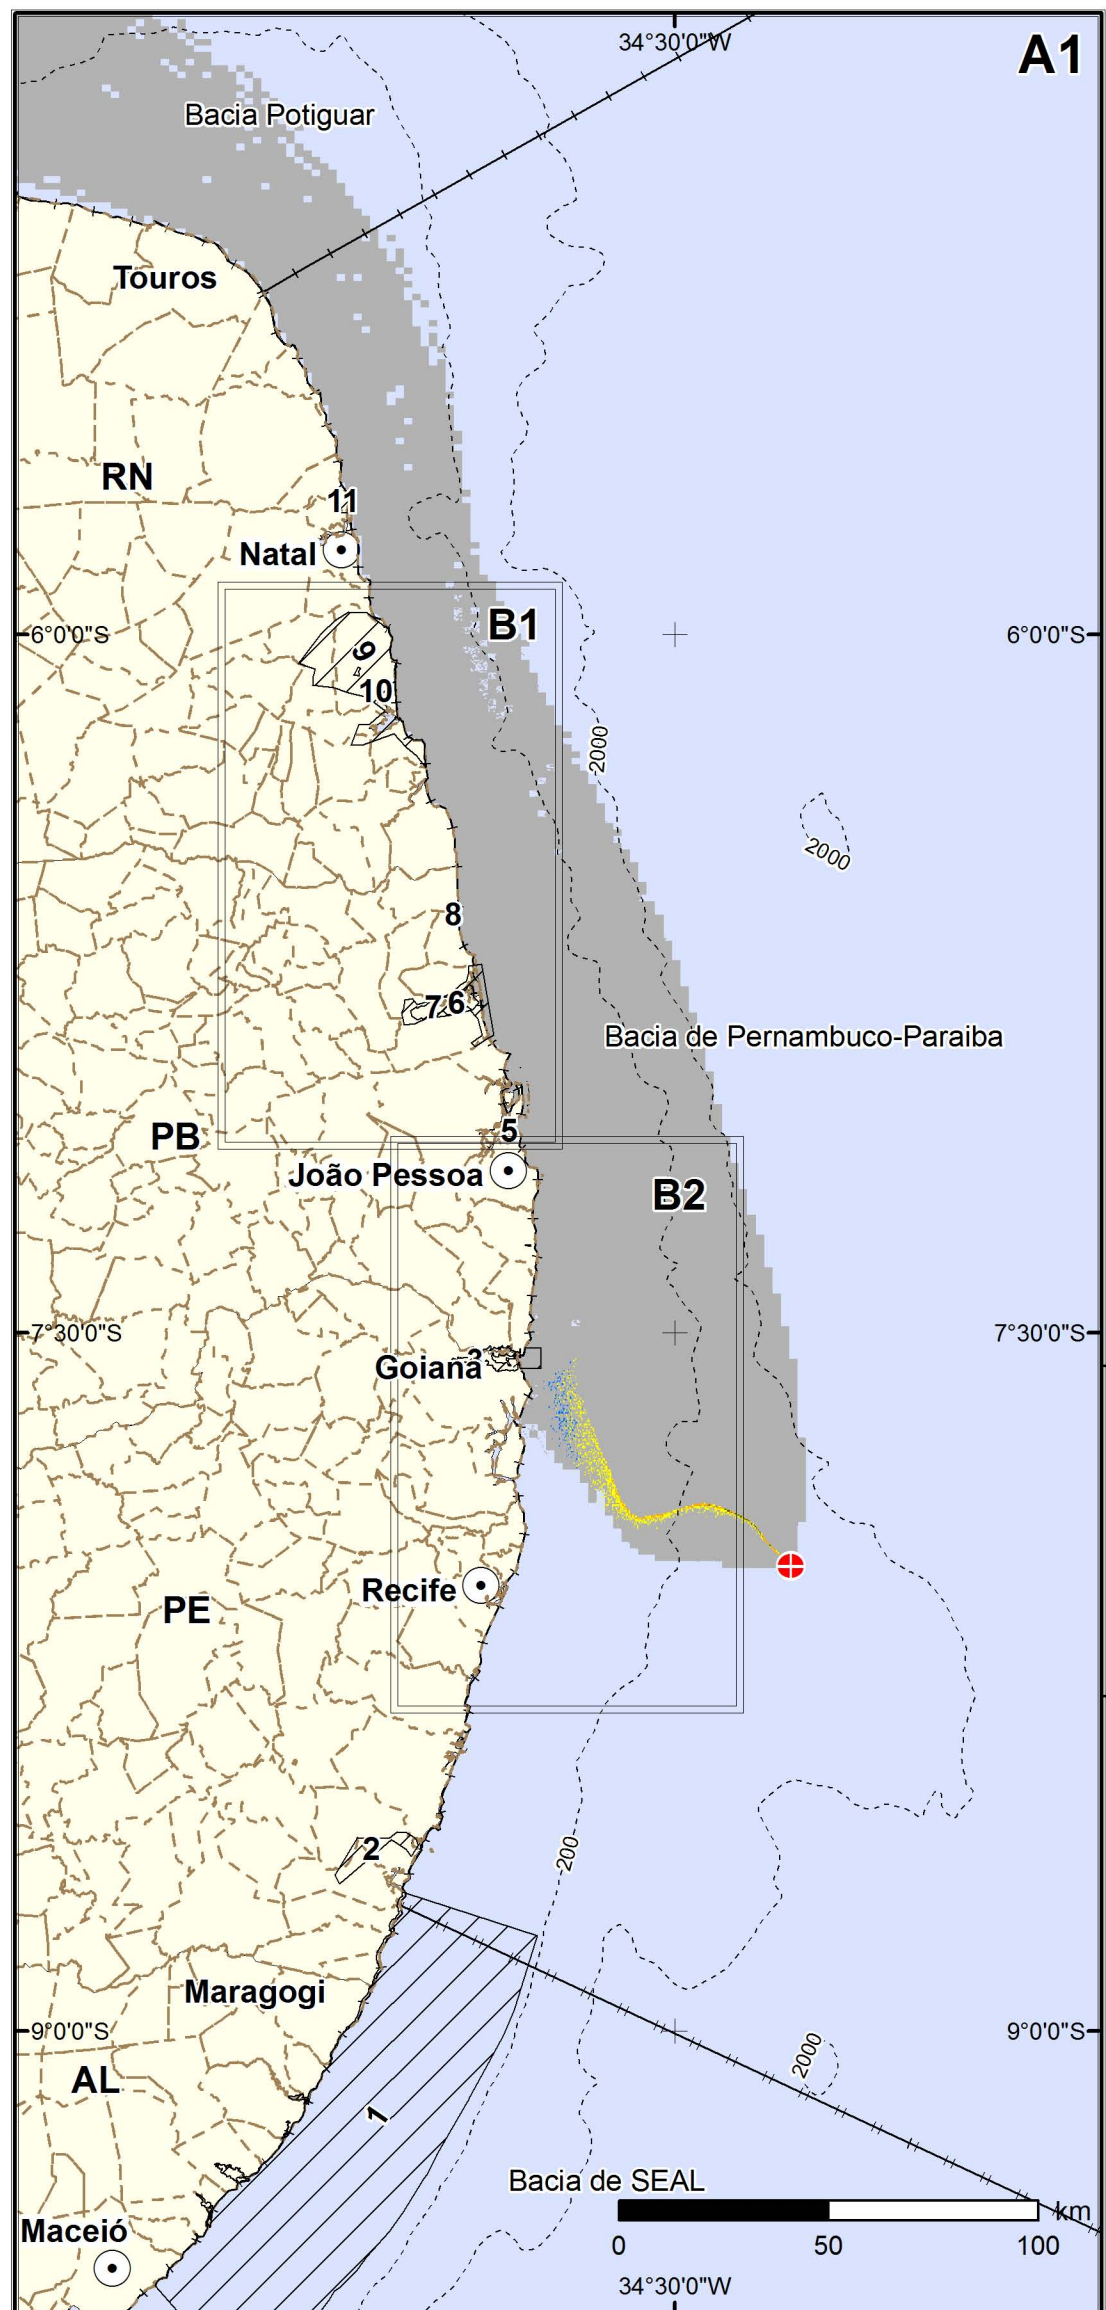 34°30'0"W
A1
Bacia Potiguar
Touros
RN
11
Natal
B1
6°0'0"S
6°0'0"S
9
10
2000
2000
8
7
6
Bacia de Pernambuco-Paraiba
5
PB
João Pessoa
B2
7°30'0"S
7°30'0"S
3
Goiana
Recife
PE
2
200
Maragogi
9°0'0"S
9°0'0"S
2000
AL
1
Bacia de SEAL
km
Maceió
0
50
100
34°30'0"W